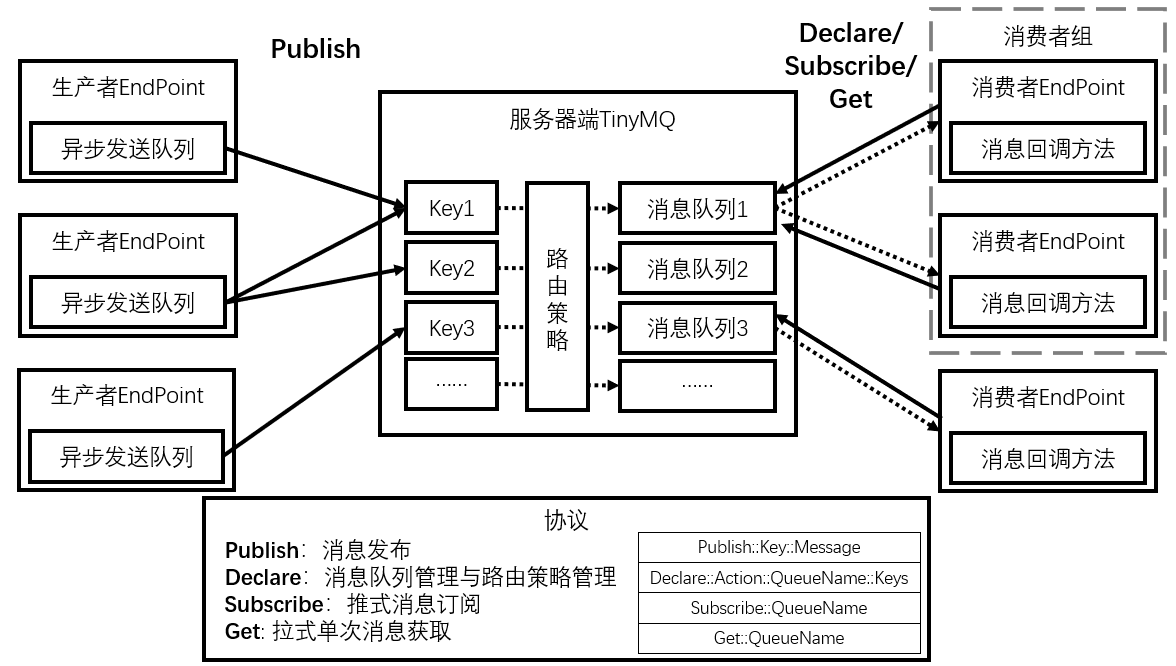 Publish
Declare/
Subscribe/
Get
生产者EndPoint
异步发送队列
生产者EndPoint
异步发送队列
生产者EndPoint
异步发送队列
服务器端TinyMQ
Key1
Key2
Key3
……
路
由
策
略
消息队列1
消息队列2
消息队列3
……
消费者组
消费者EndPoint
消息回调方法
消费者EndPoint
消息回调方法
消费者EndPoint
消息回调方法
协议
Publish：消息发布
Declare：消息队列管理与路由策略管理
Subscribe：推式消息订阅
Get: 拉式单次消息获取
Publish::Key::Message
Declare::Action::QueueName::Keys
Subscribe::QueueName
Get::QueueName